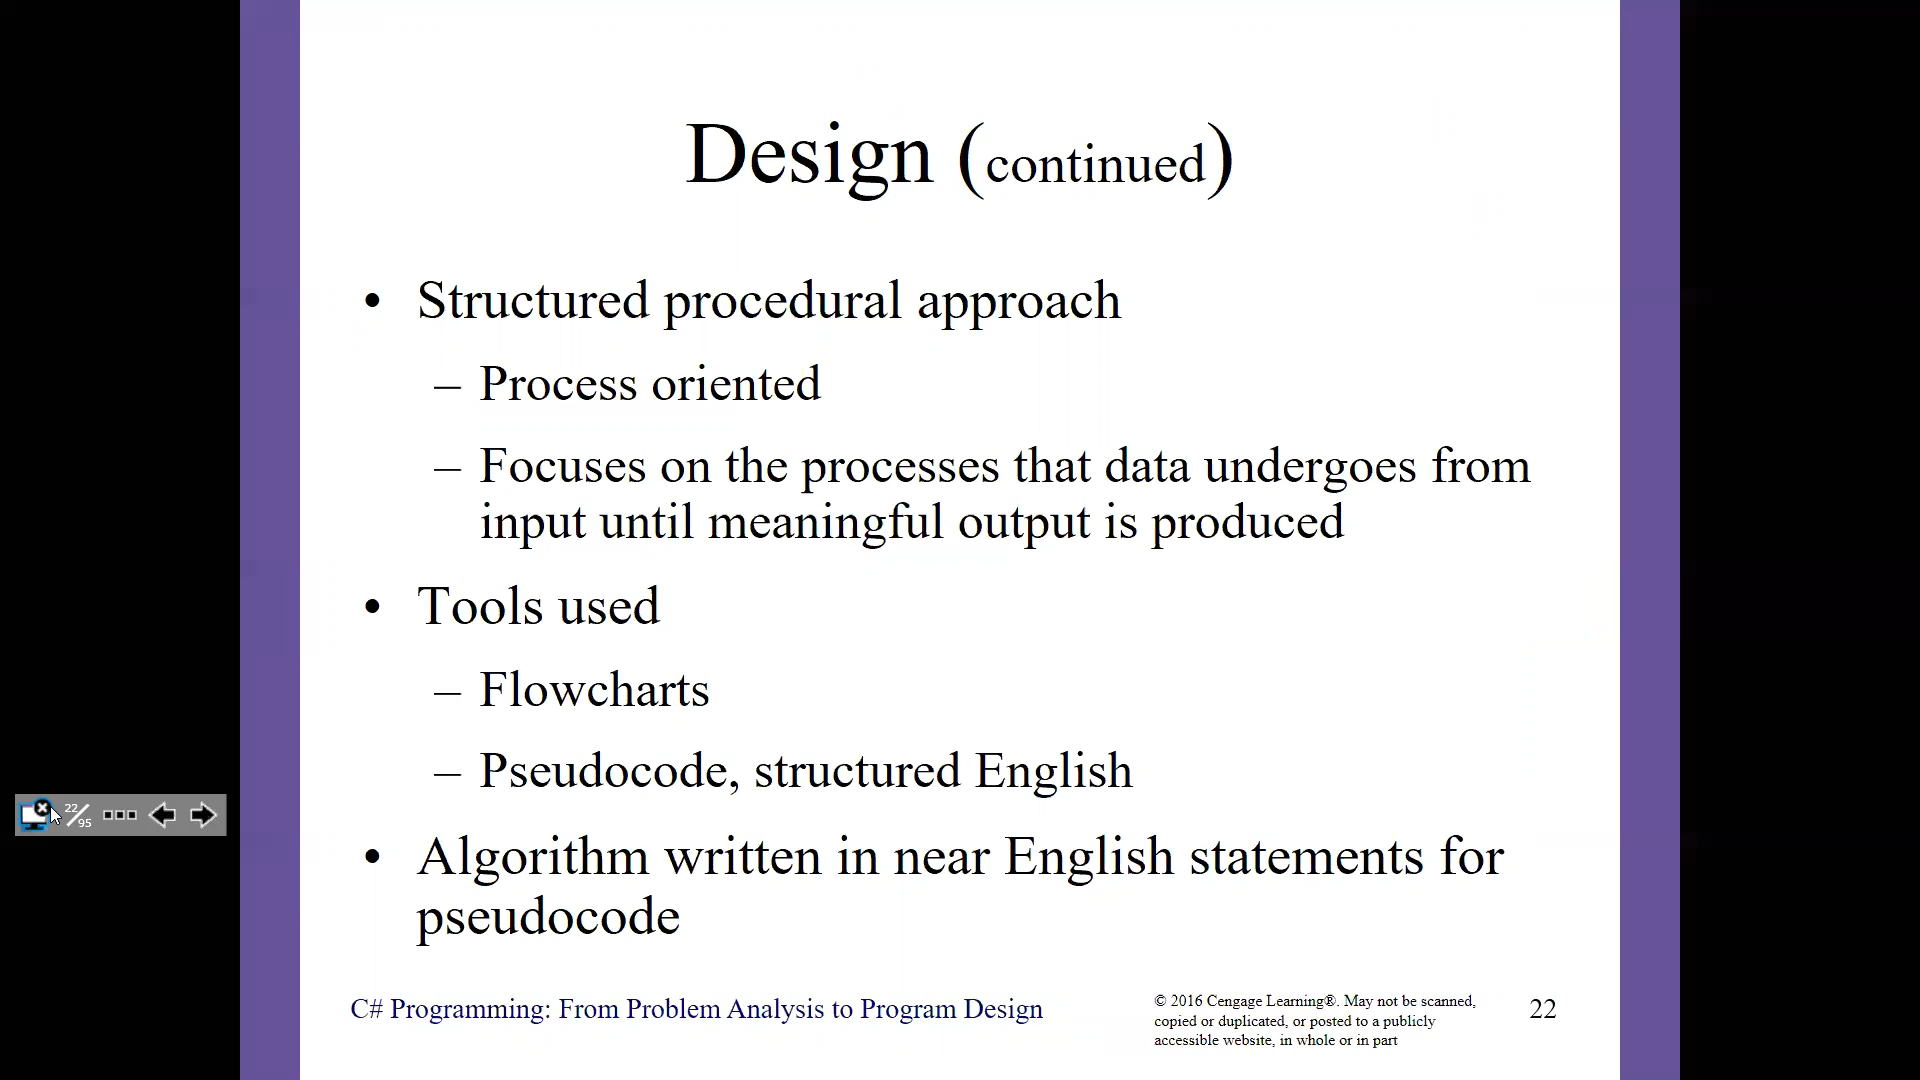 Design (continued)
• Structured procedural approach
– Process oriented
– Focuses on the processes that data undergoes from
input until meaningful output is produced
• Tools used
– Flowcharts
– Pseudocode, structured English
22/95
• Algorithm written in near English statements for
pseudocode
C# Programming: From Problem Analysis to Program Design
© 2016 Cengage Learning®. May not be scanned,
copied or duplicated, or posted to a publicly
accessible website, in whole or in part
22